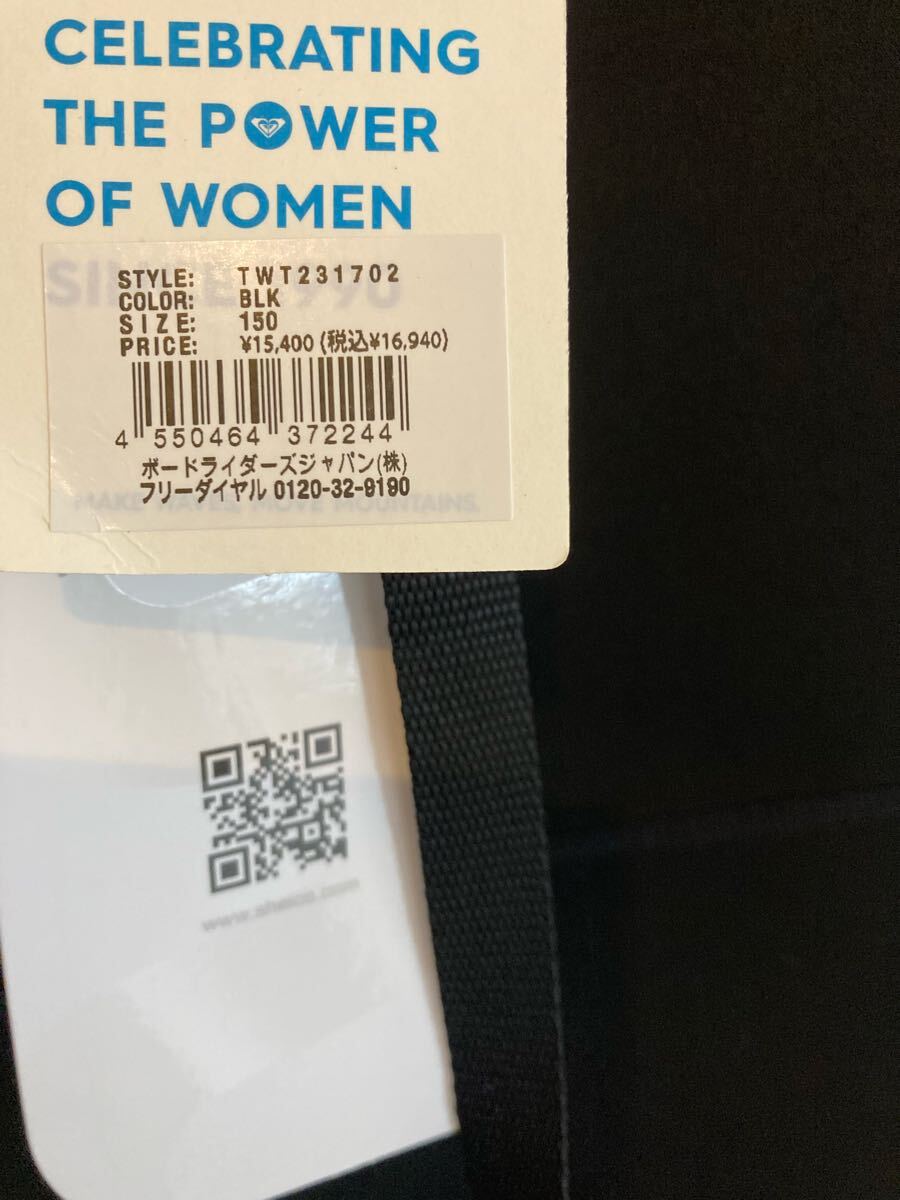 CELEBRATING
THE POWER
OF WOMEN
SINCE 1990
STYLE: TWT231702
COLOR: BLK
SIZE: 150
PRICE: ¥15,400 (税込¥16,940)
4 550464 372244
ボードライダーズジャパン(株)
フリーダイヤル 0120-32-9190
MAKE WAVES, MOVE MOUNTAINS.